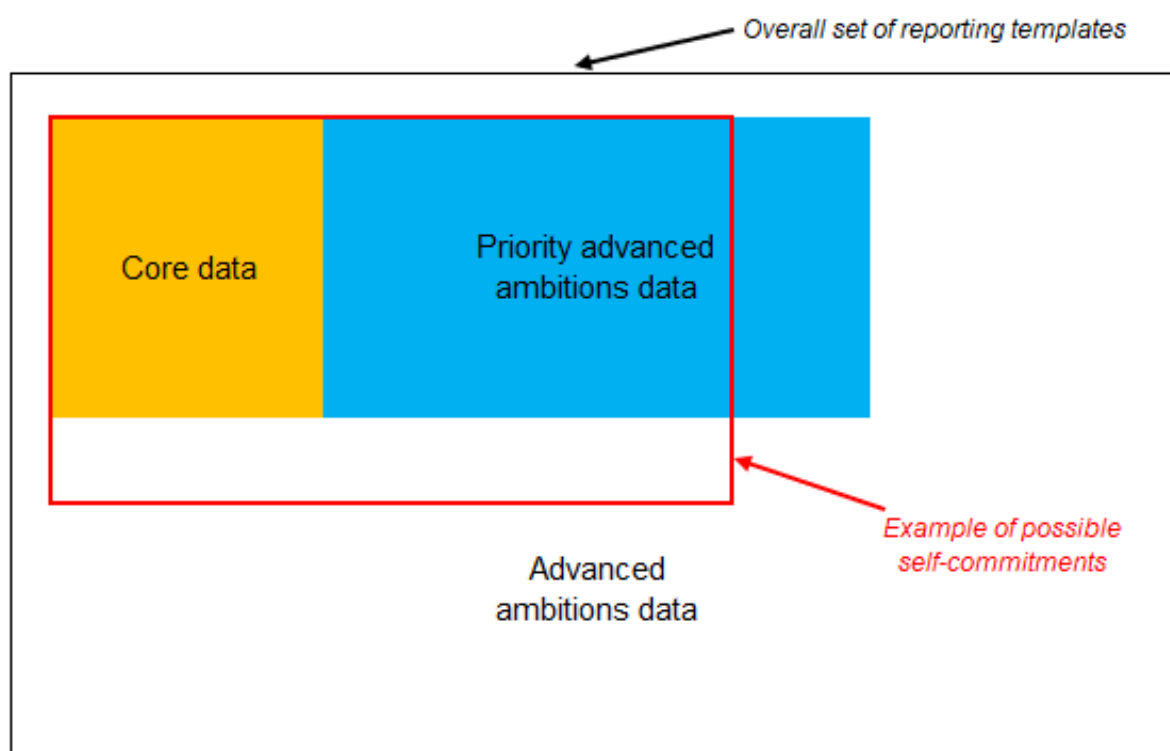 Overall set of reporting templates
Core data
Priority advanced
ambitions data
Example of possible
self-commitments
Advanced
ambitions data